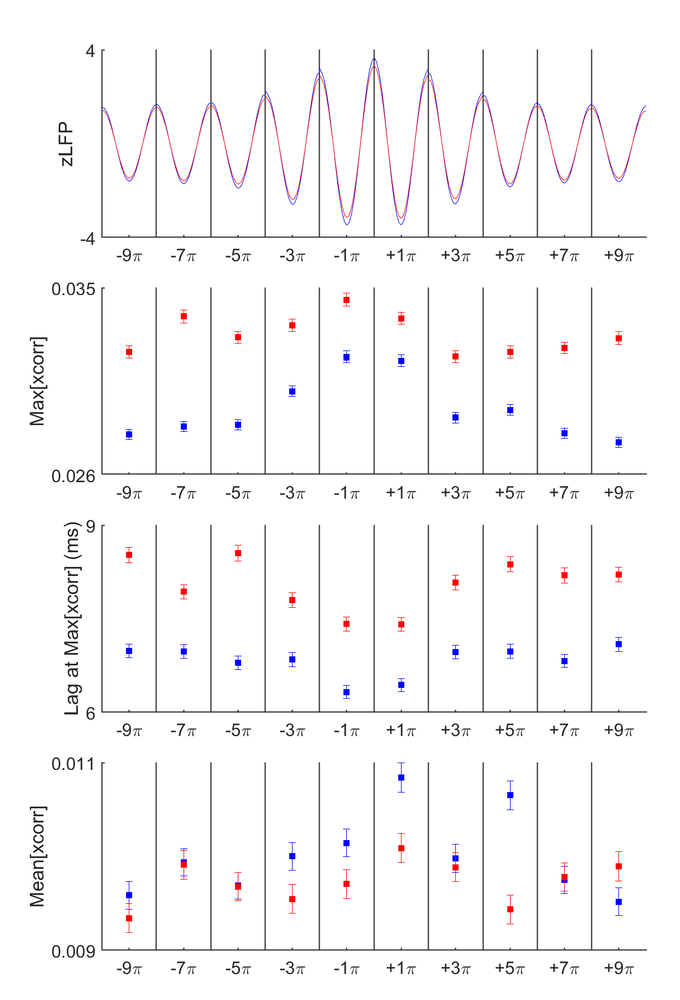 4
zLFP
-4
-9π -7π -5π -3π -1π +1π +3π +5π +7π +9π
0.035
Max[xcorr]
0.026
-9π -7π -5π -3π -1π +1π +3π +5π +7π +9π
9
Lag at Max[xcorr] (ms)
6
-9π -7π -5π -3π -1π +1π +3π +5π +7π +9π
0.011
Mean[xcorr]
0.009
-9π -7π -5π -3π -1π +1π +3π +5π +7π +9π